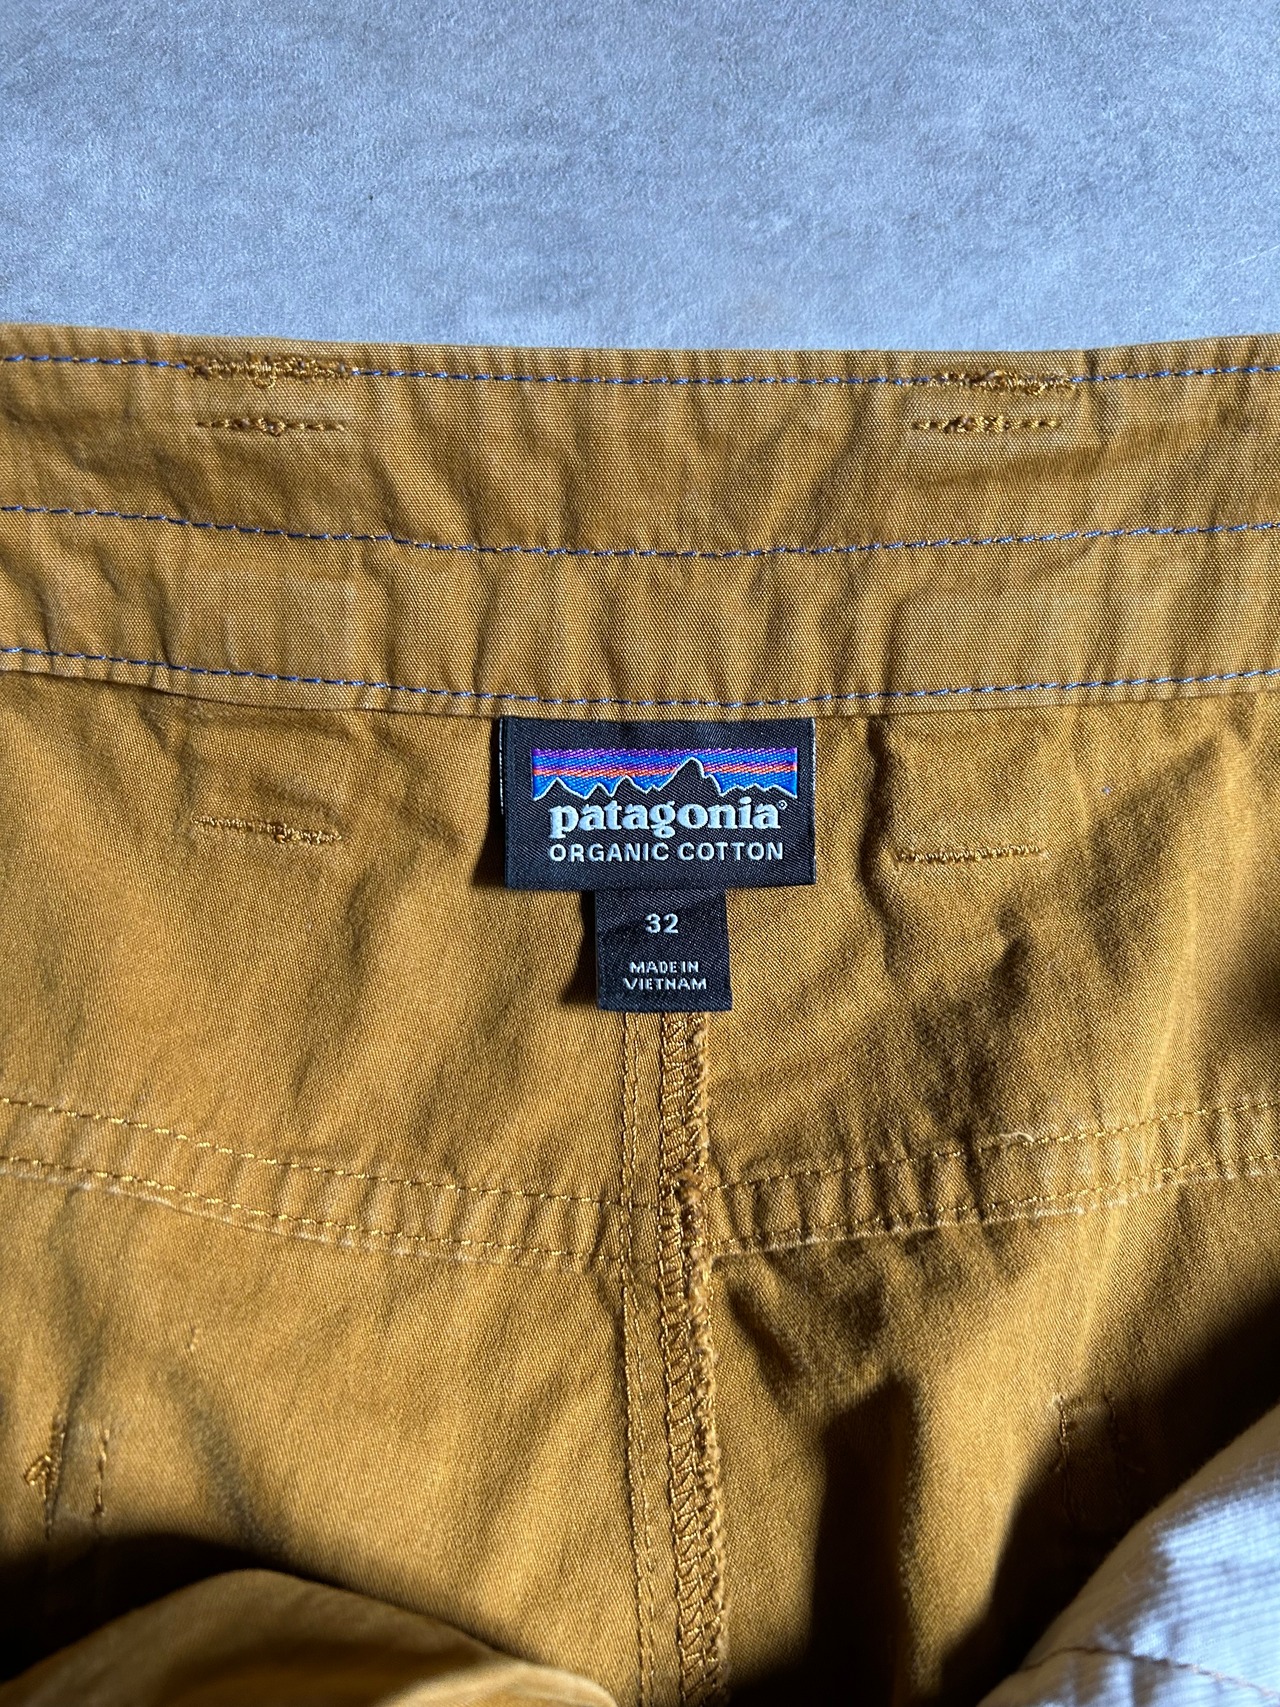 patagonia®
ORGANIC COTTON
32
MADE IN
VIETNAM